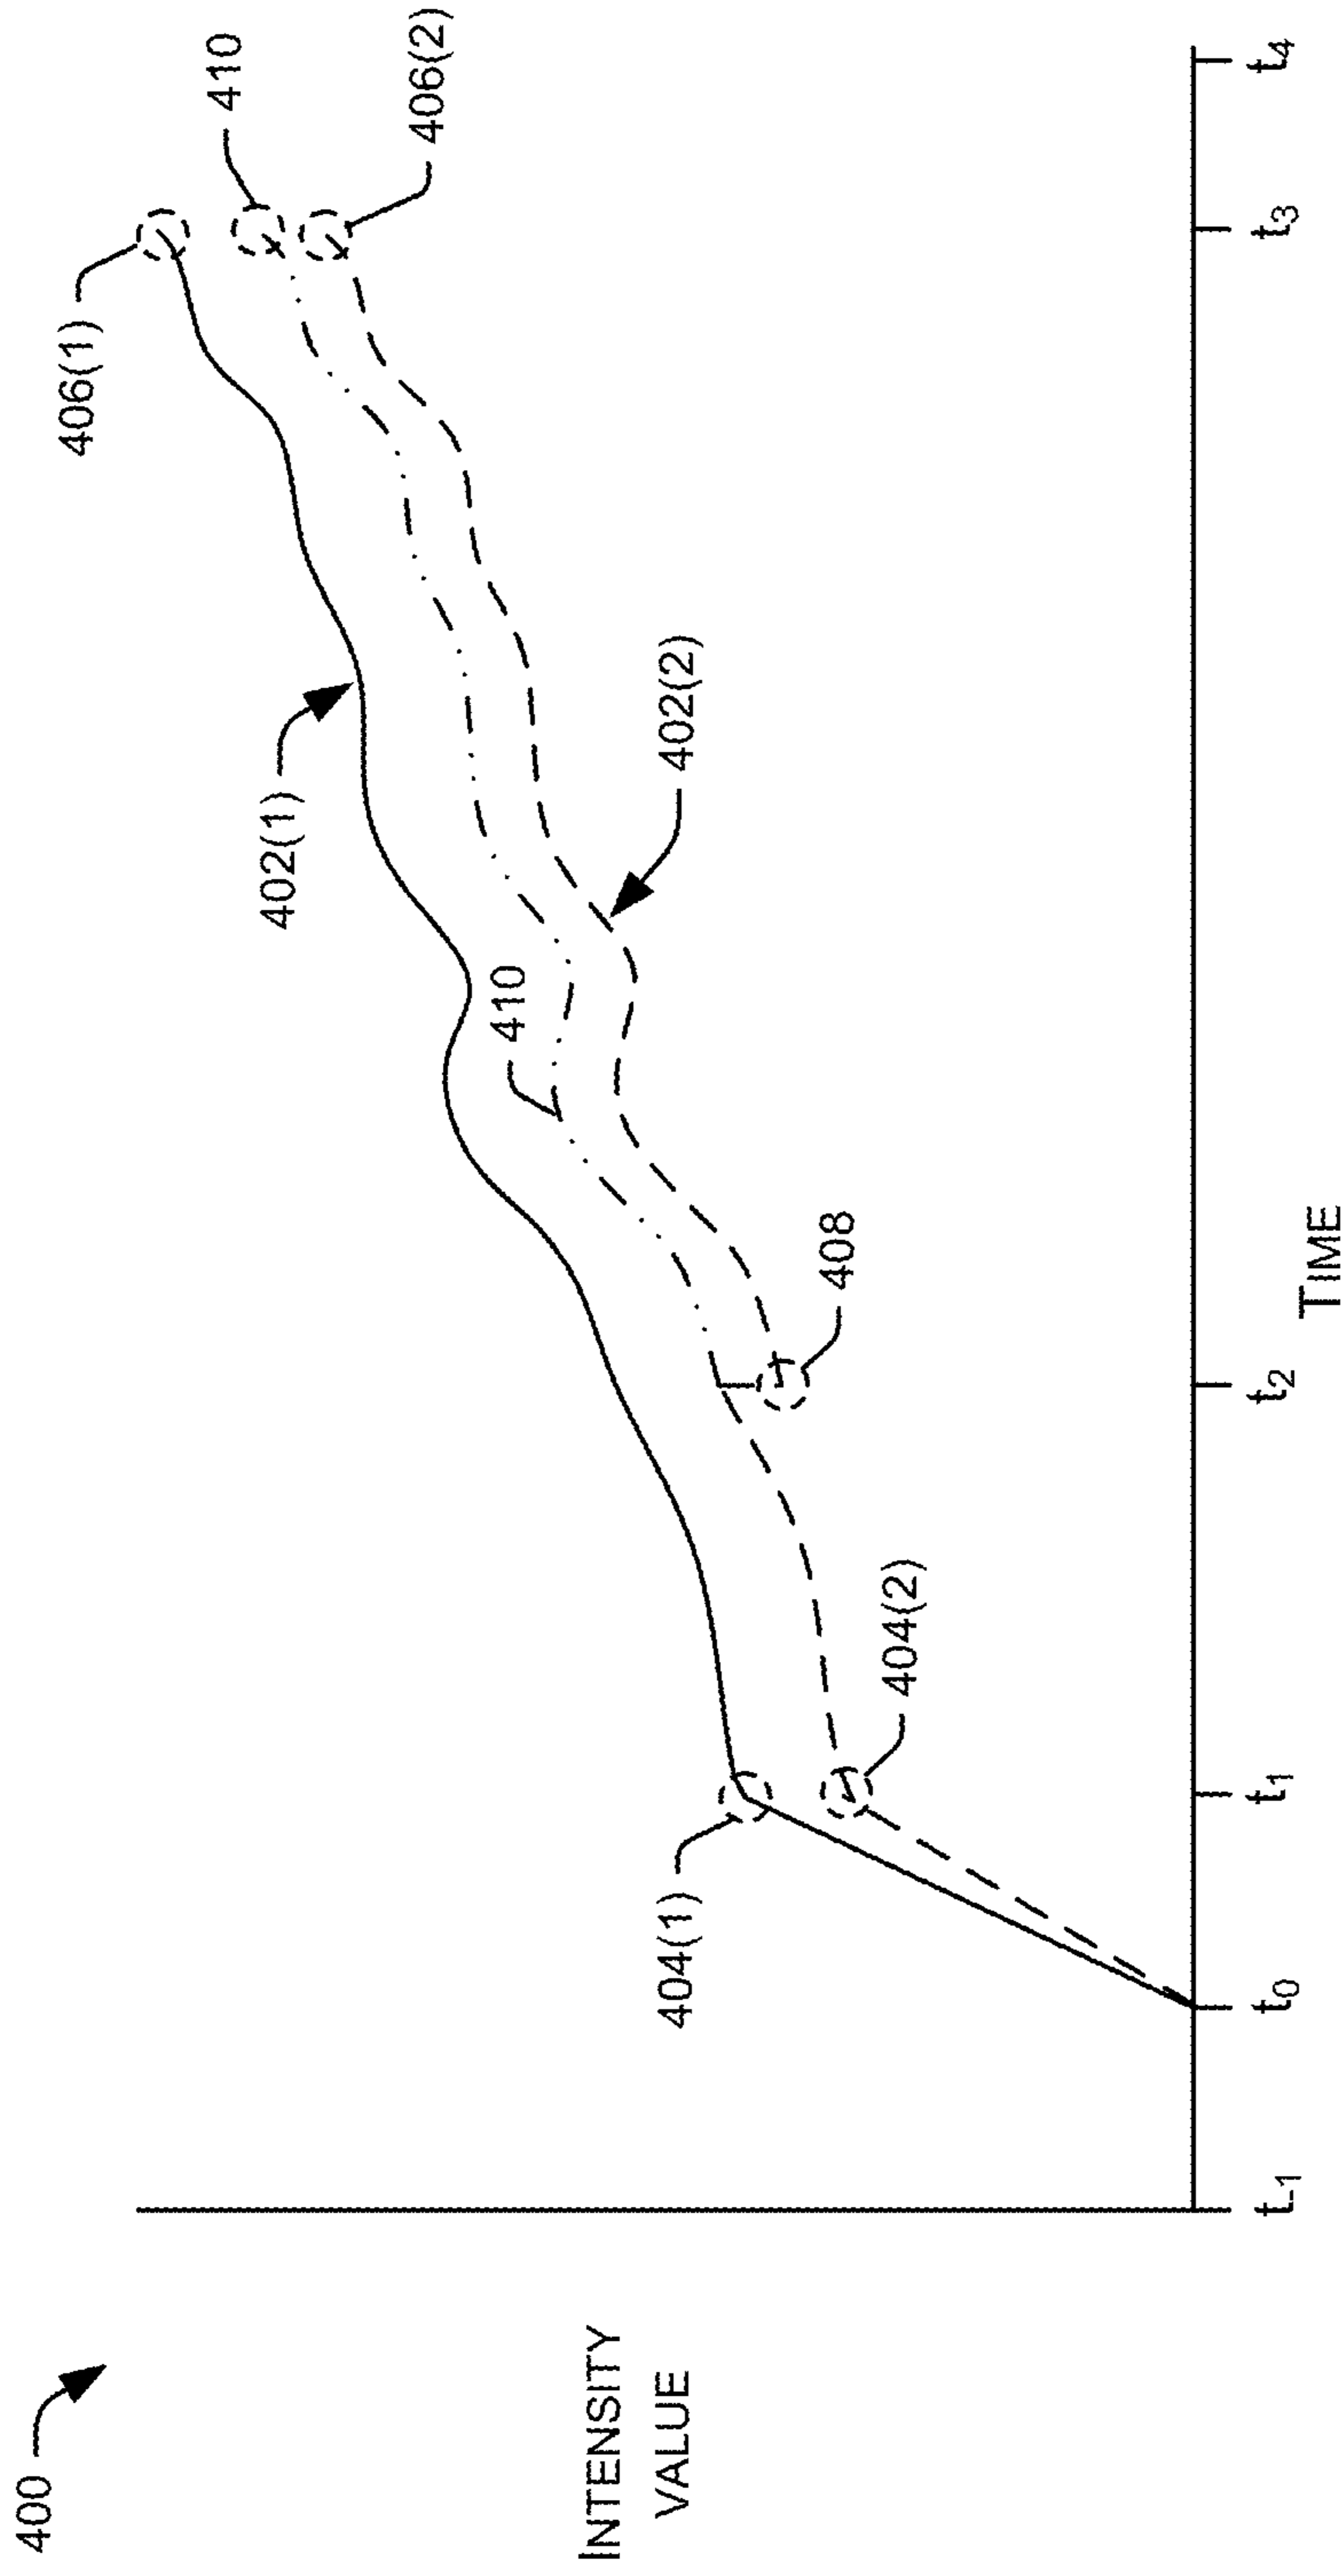 400
INTENSITY
VALUE
406(1)
410
406(2)
402(1)
402(2)
410
408
404(1)
404(2)
t-1
t0
t1
t2
t3
t4
TIME